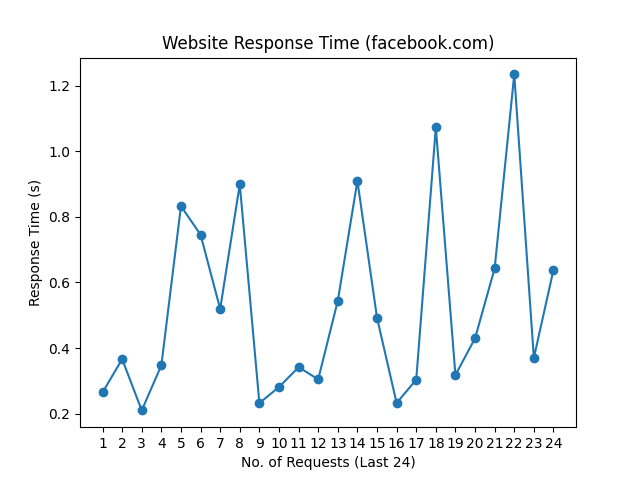 Website Response Time (facebook.com)
Response Time (s)
1.2
1.0
0.8
0.6
0.4
0.2
1 2 3 4 5 6 7 8 9 10 11 12 13 14 15 16 17 18 19 20 21 22 23 24
No. of Requests (Last 24)